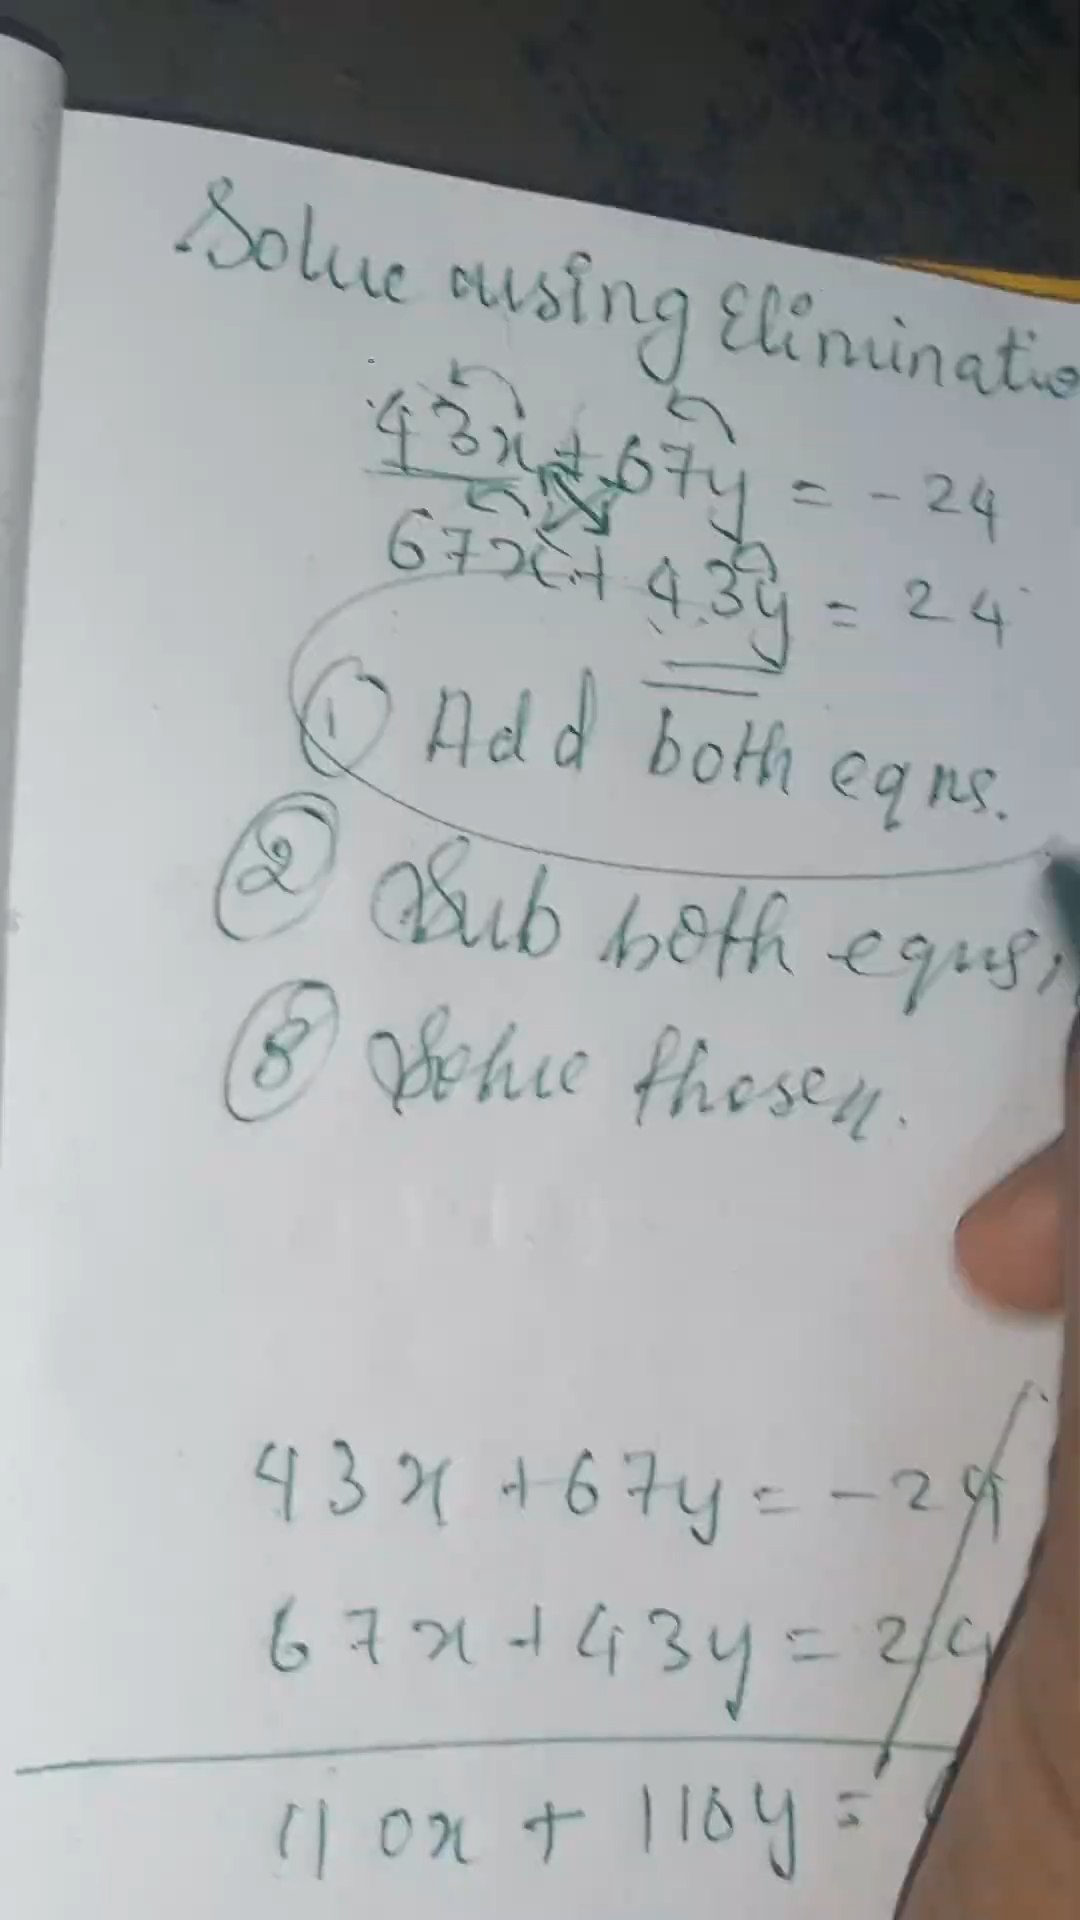 Solve using Eliminatio
43x + 67y = - 24
67x + 43y = 24
① Add both eqns.
② Sub both eqns,
③ Solve
43x + 67y = - 24
67x + 43y = 24
110x + 110y =